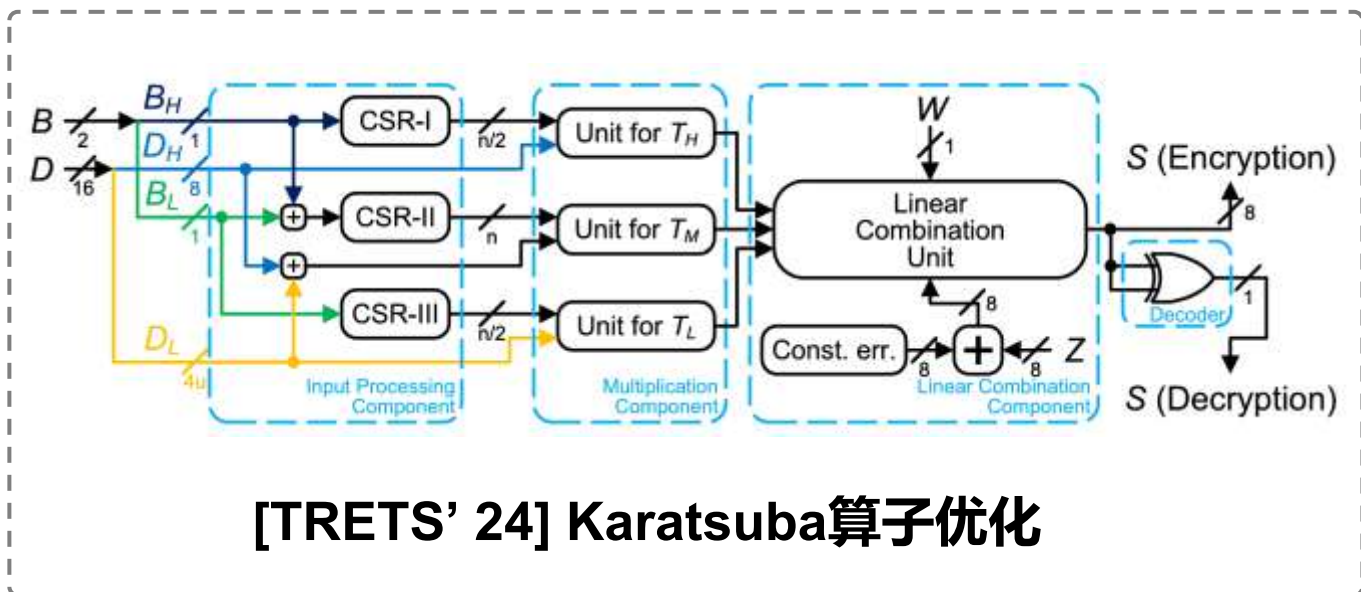 B
2
B_H
1
CSR-I
n/2
Unit for T_H
W
1
D
16
D_H
8
S (Encryption)
8
B_L
1
+
CSR-II
n
Unit for T_M
Linear
Combination
Unit
+
1
Decoder
D_L
4u
CSR-III
n/2
Unit for T_L
8
Const. err.
8
+
8
Z
Input Processing
Component
Multiplication
Component
Linear Combination
Component
S (Decryption)
[TRETS’ 24] Karatsuba算子优化